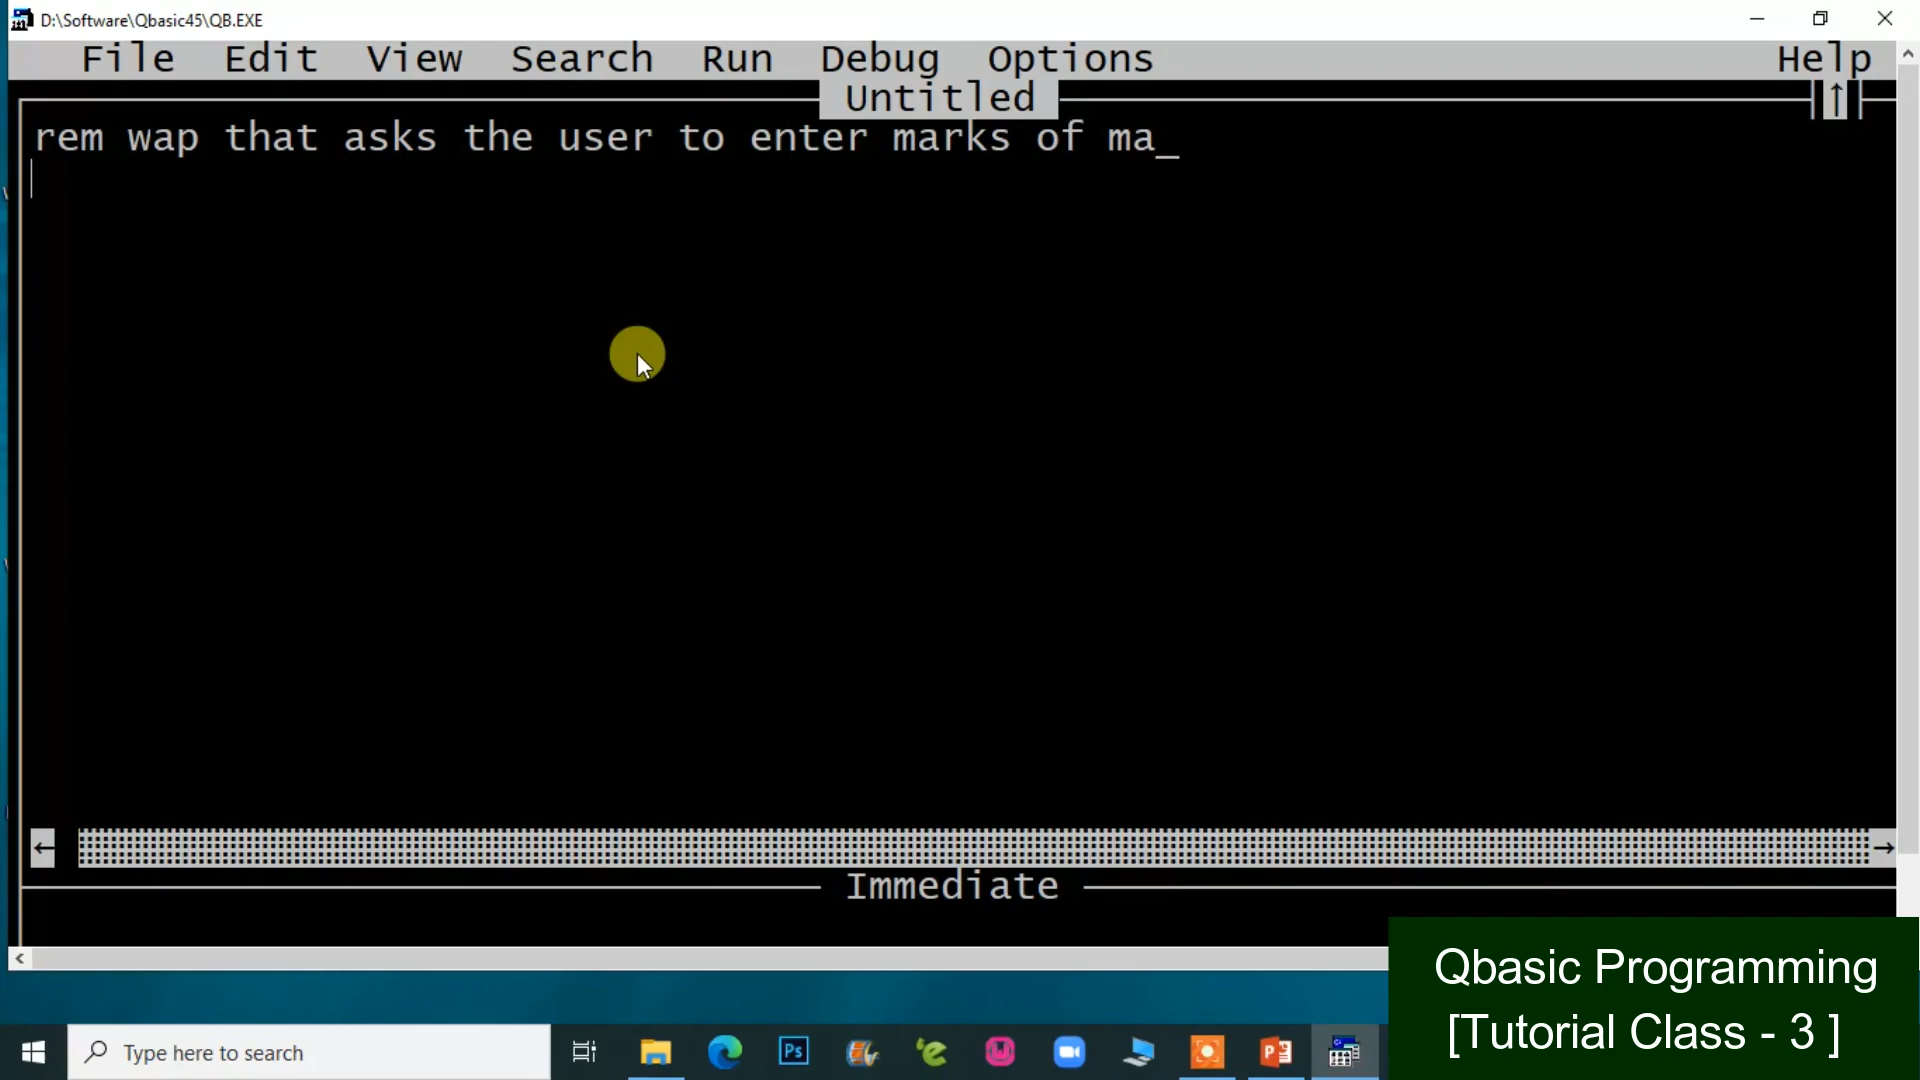 D:\Software\Qbasic45\QB.EXE
File Edit View Search Run Debug Options Help
Untitled
rem wap that asks the user to enter marks of ma_
Immediate
Qbasic Programming
[Tutorial Class - 3 ]
Type here to search
Ps